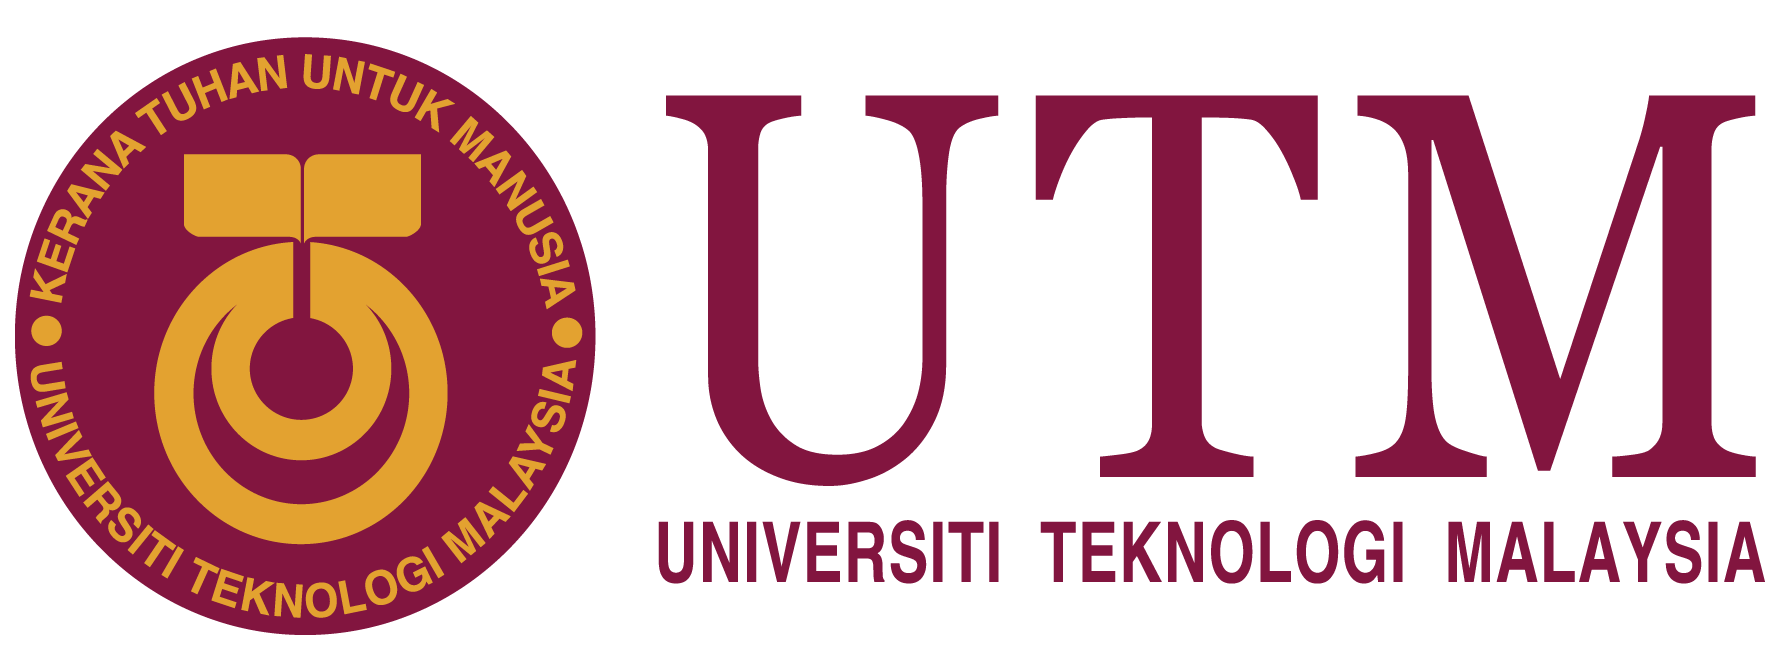 KERANA TUHAN UNTUK MANUSIA
UNIVERSITI TEKNOLOGI MALAYSIA
UTM
UNIVERSITI TEKNOLOGI MALAYSIA